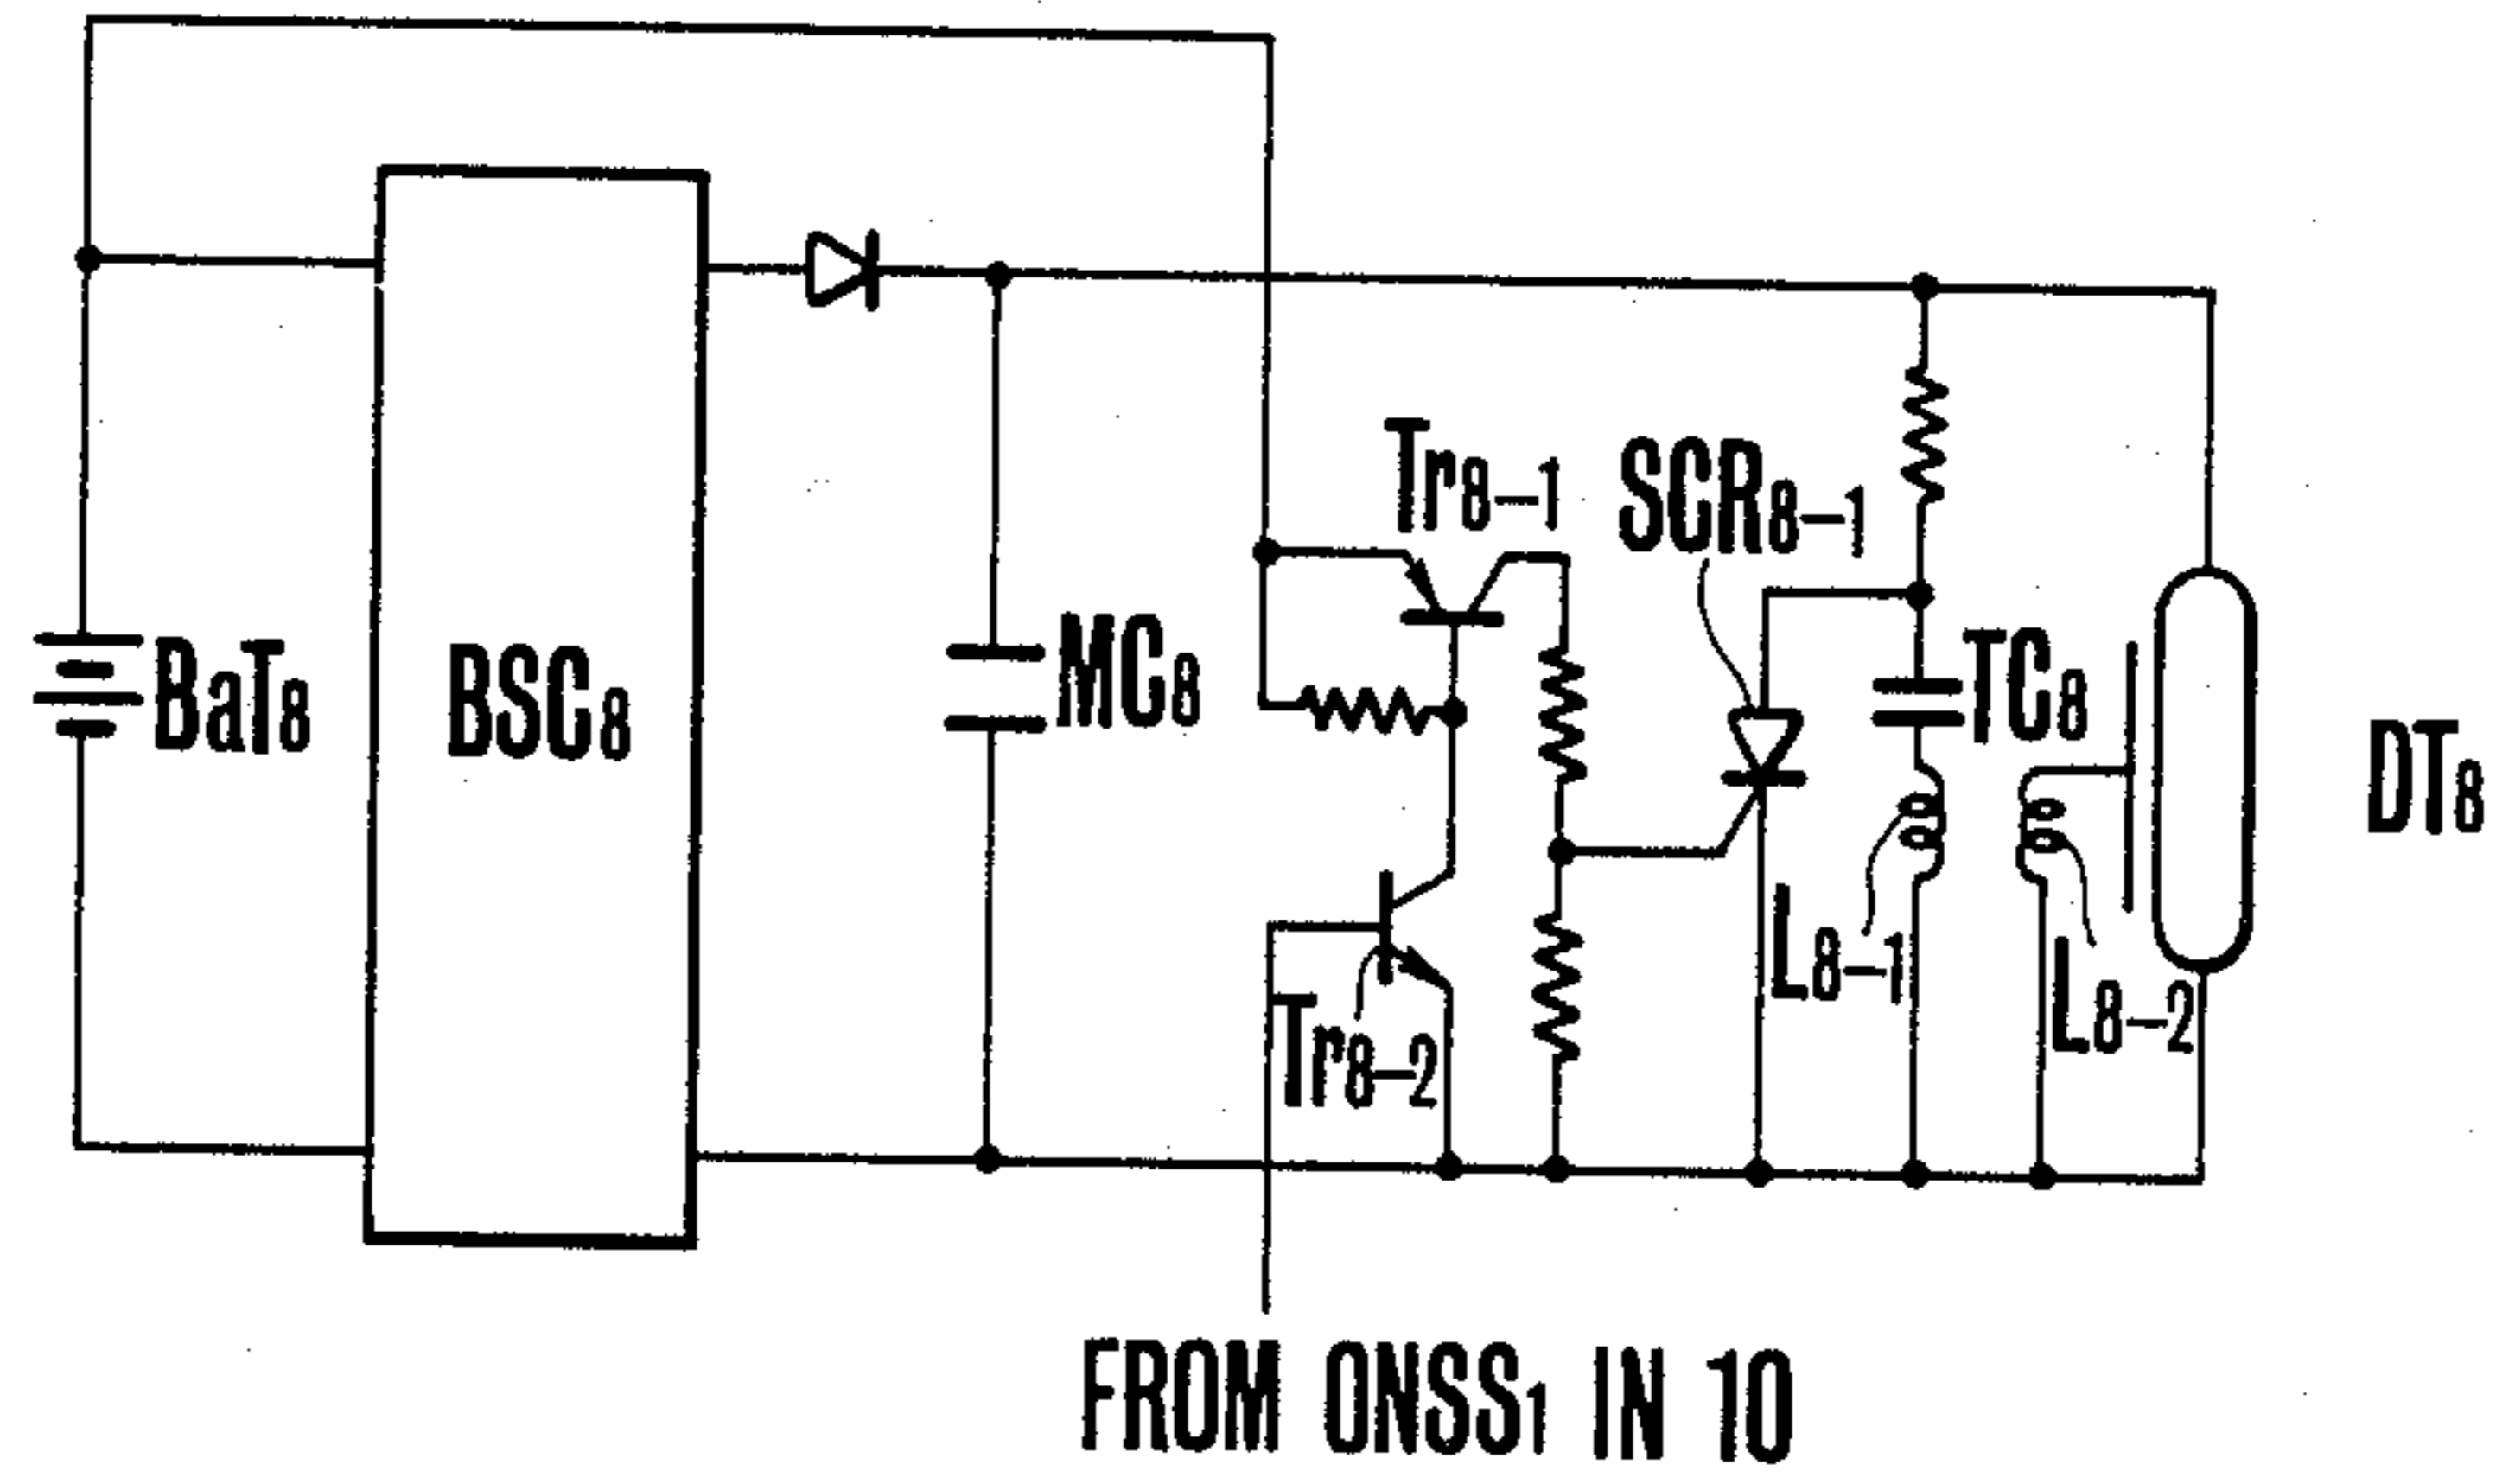 Tr8–1
SCR8–1
BaT8
BSC8
MC8
TC8
DT8
L8–1
L8–2
Tr8–2
FROM ONSS1 IN 10